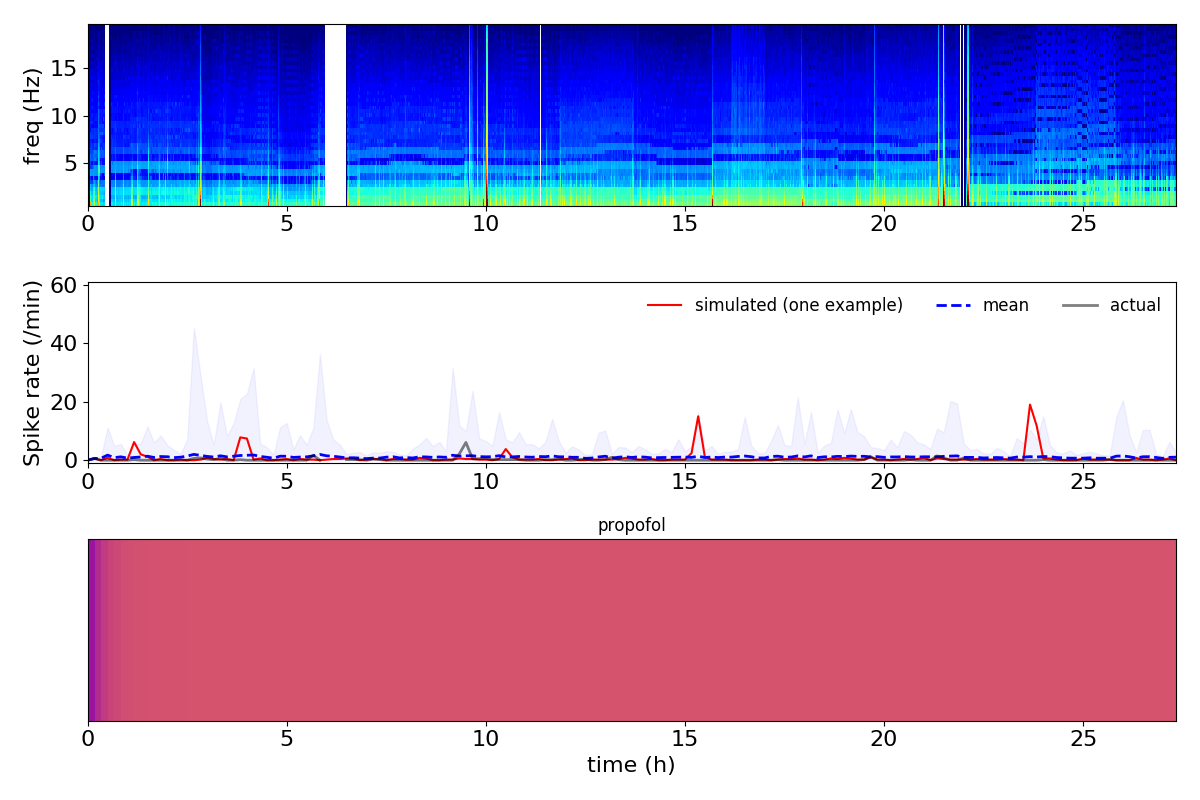 15
10
5
freq (Hz)
0 5 10 15 20 25
60
40
20
0
Spike rate (/min)
simulated (one example) mean actual
0 5 10 15 20 25
propofol
0 5 10 15 20 25
time (h)